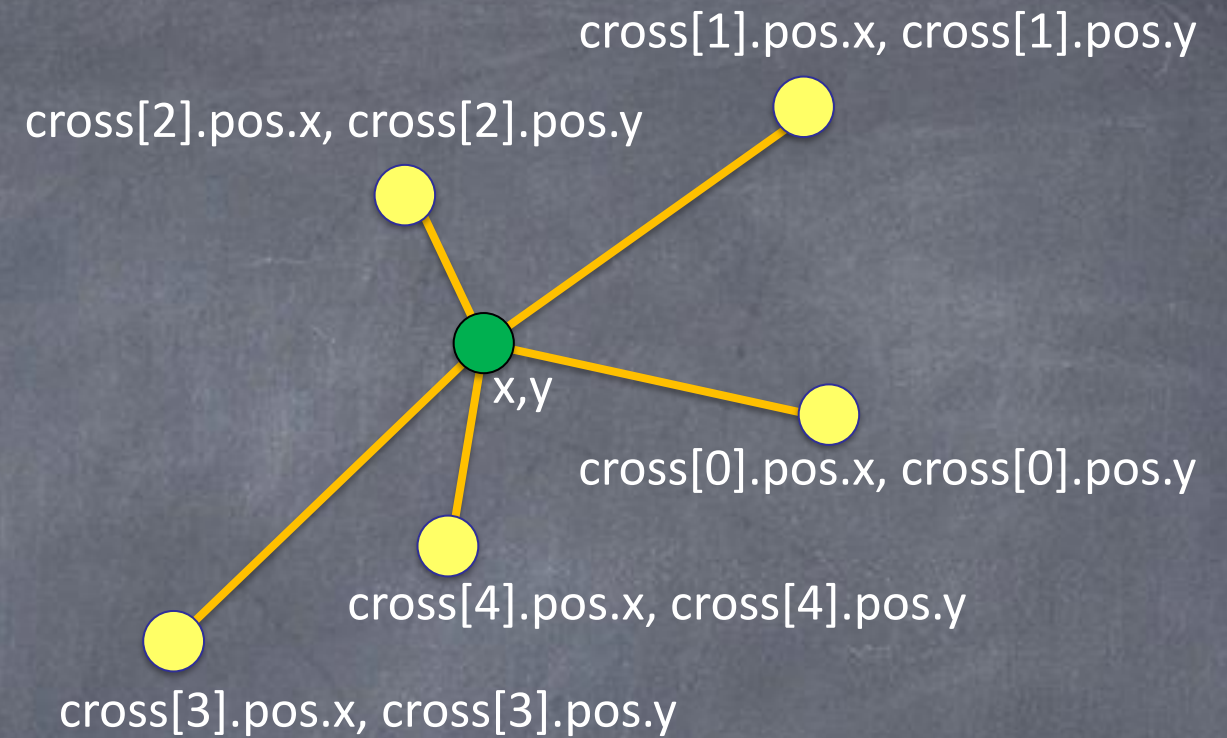 cross[1].pos.x, cross[1].pos.y
cross[2].pos.x, cross[2].pos.y
x,y
cross[0].pos.x, cross[0].pos.y
cross[4].pos.x, cross[4].pos.y
cross[3].pos.x, cross[3].pos.y